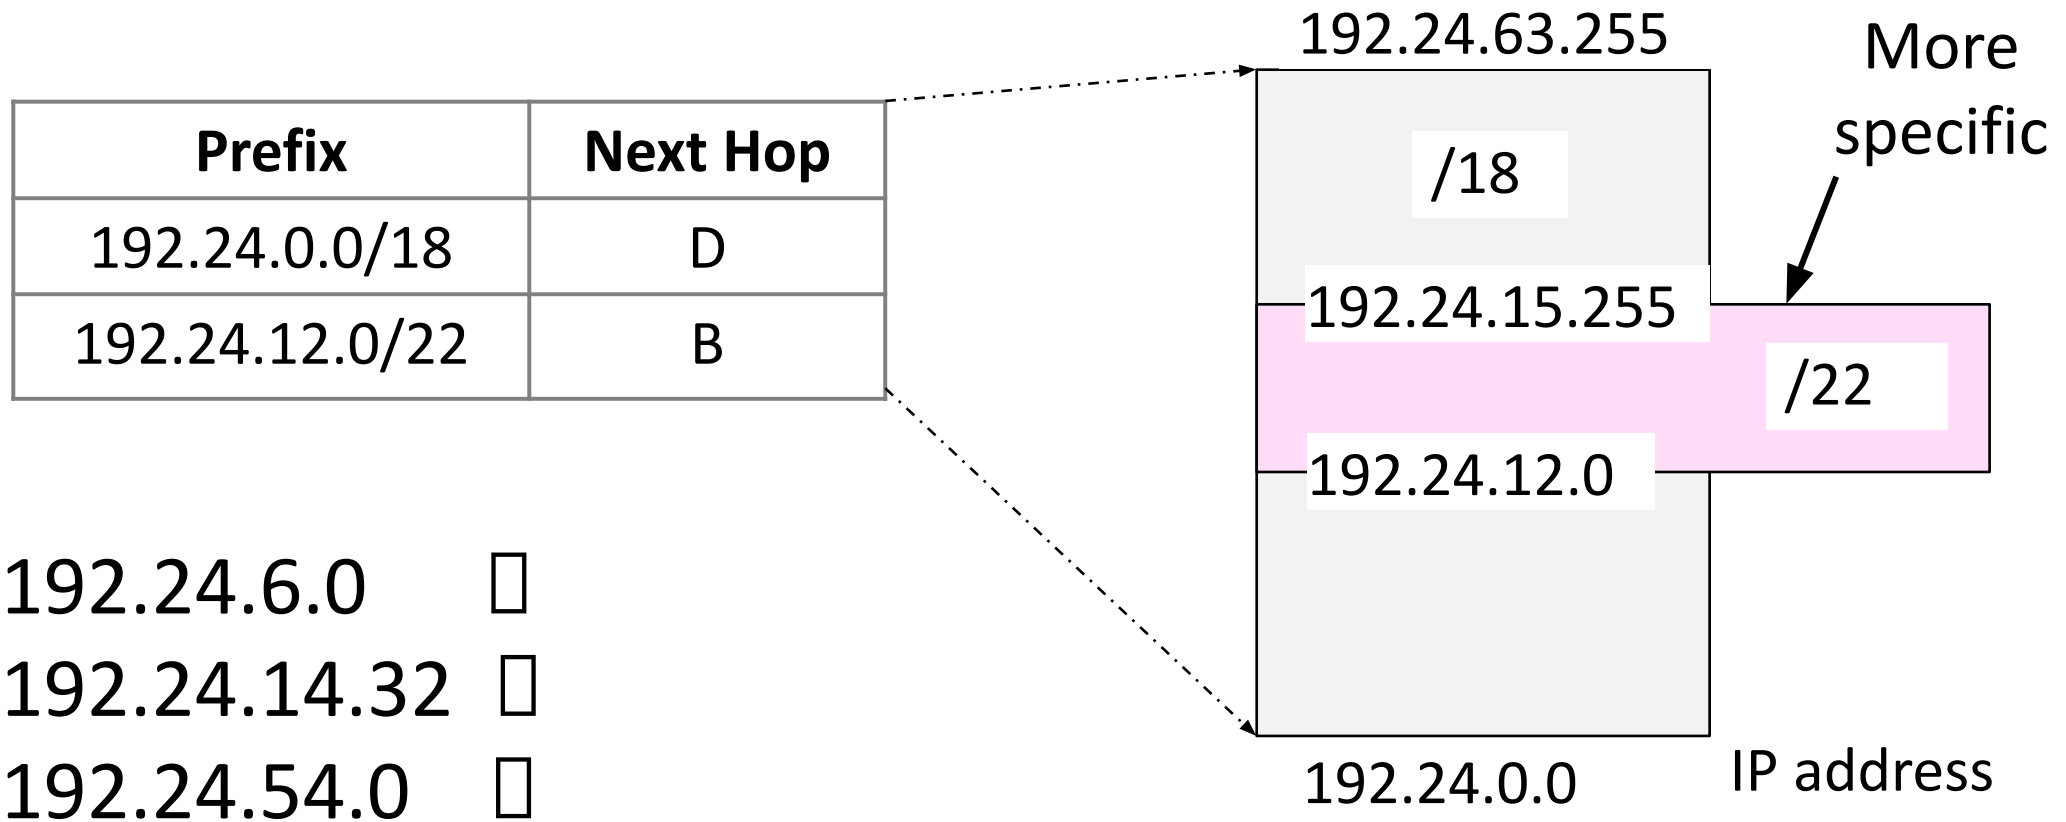 Prefix Next Hop
192.24.0.0/18 D
192.24.12.0/22 B
192.24.6.0
192.24.14.32
192.24.54.0
192.24.63.255
/18
192.24.15.255
/22
192.24.12.0
192.24.0.0
More
specific
IP address